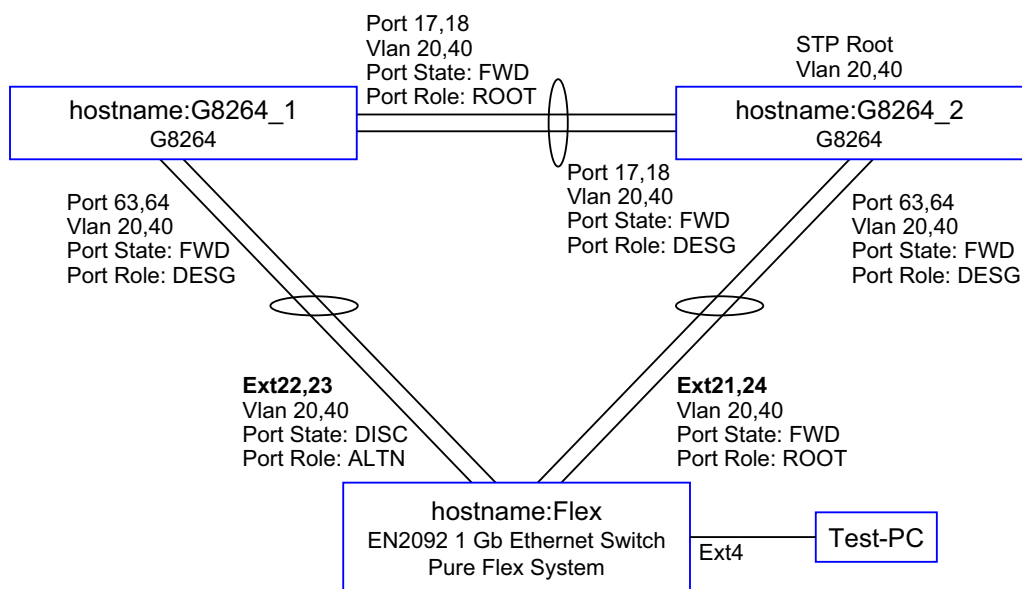 Port 17,18
Vlan 20,40
Port State: FWD
Port Role: ROOT
STP Root
Vlan 20,40
hostname:G8264_1
G8264
hostname:G8264_2
G8264
Port 17,18
Vlan 20,40
Port State: FWD
Port Role: DESG
Port 63,64
Vlan 20,40
Port State: FWD
Port Role: DESG
Port 63,64
Vlan 20,40
Port State: FWD
Port Role: DESG
Ext22,23
Vlan 20,40
Port State: DISC
Port Role: ALTN
Ext21,24
Vlan 20,40
Port State: FWD
Port Role: ROOT
hostname:Flex
EN2092 1 Gb Ethernet Switch
Pure Flex System
Ext4
Test-PC